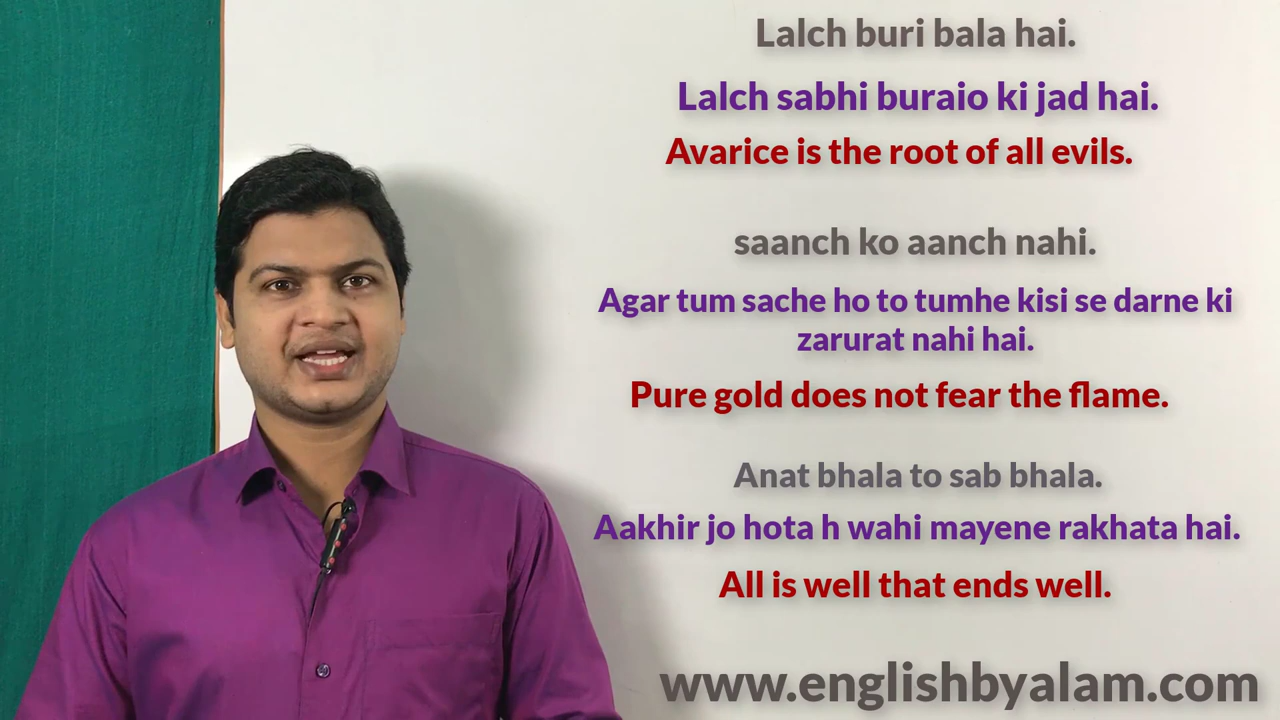 Lalch buri bala hai.
Lalch sabhi buraio ki jad hai.
Avarice is the root of all evils.
saanch ko aanch nahi.
Agar tum sache ho to tumhe kisi se darne ki
zarurat nahi hai.
Pure gold does not fear the flame.
Anat bhala to sab bhala.
Aakhir jo hota h wahi mayene rakhata hai.
All is well that ends well.
www.englishbyalam.com